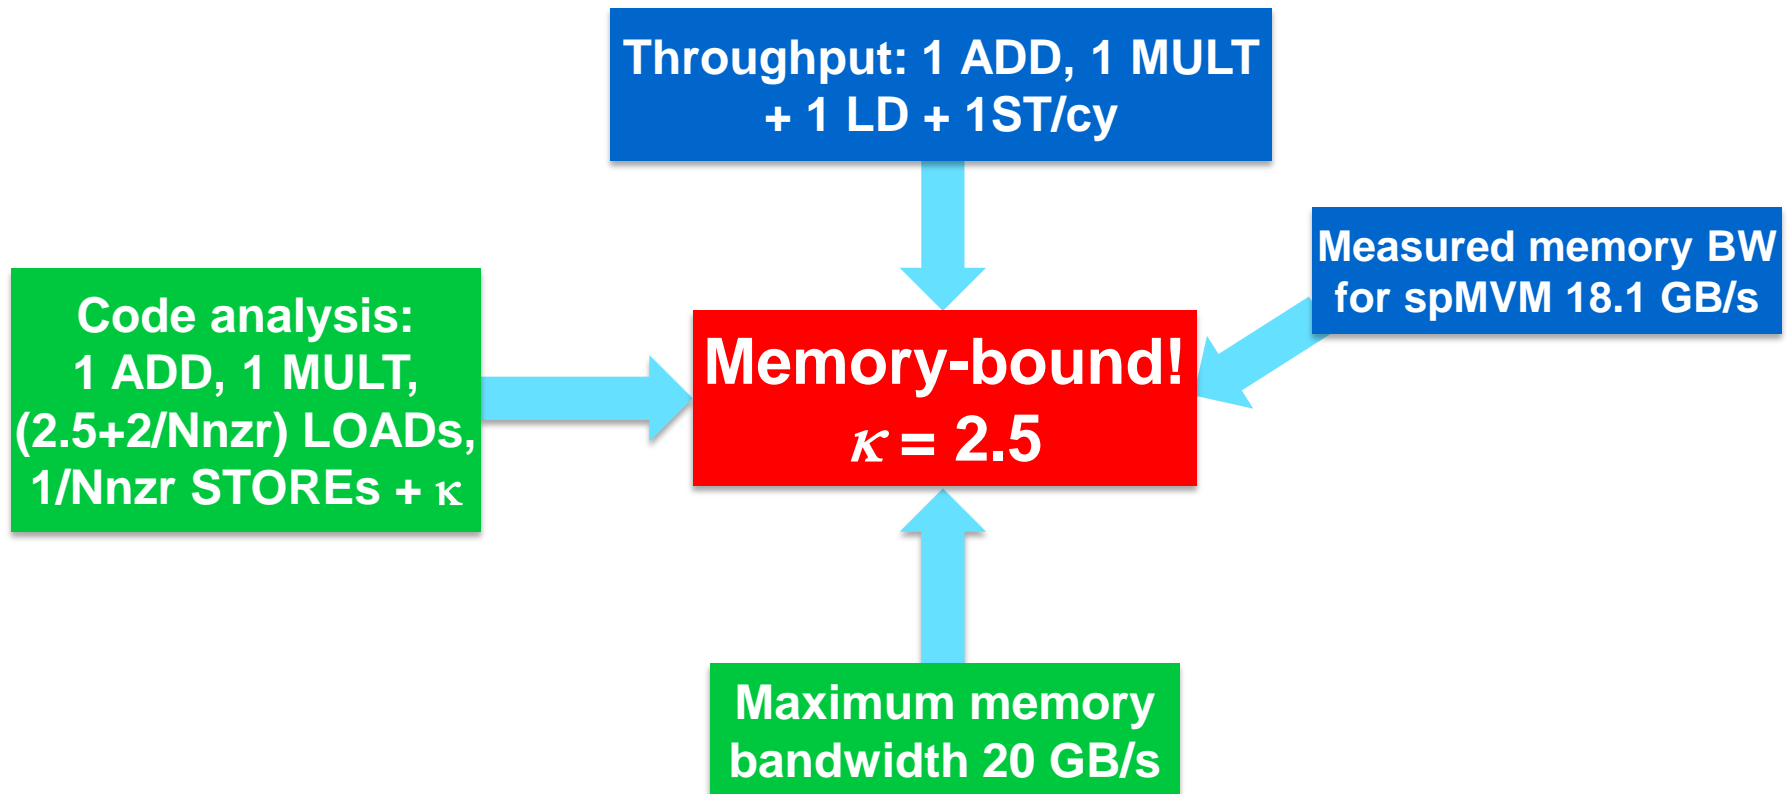 Throughput: 1 ADD, 1 MULT
+ 1 LD + 1ST/cy
Measured memory BW
for spMVM 18.1 GB/s
Code analysis:
1 ADD, 1 MULT,
(2.5+2/Nnzr) LOADs,
1/Nnzr STOREs + κ
Memory-bound!
κ = 2.5
Maximum memory
bandwidth 20 GB/s